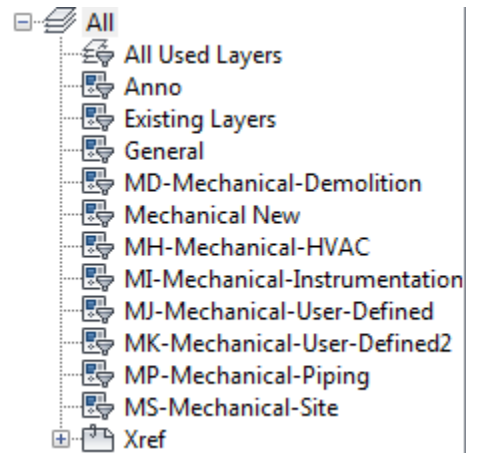 All
All Used Layers
Anno
Existing Layers
General
MD-Mechanical-Demolition
Mechanical New
MH-Mechanical-HVAC
MI-Mechanical-Instrumentation
MJ-Mechanical-User-Defined
MK-Mechanical-User-Defined2
MP-Mechanical-Piping
MS-Mechanical-Site
Xref